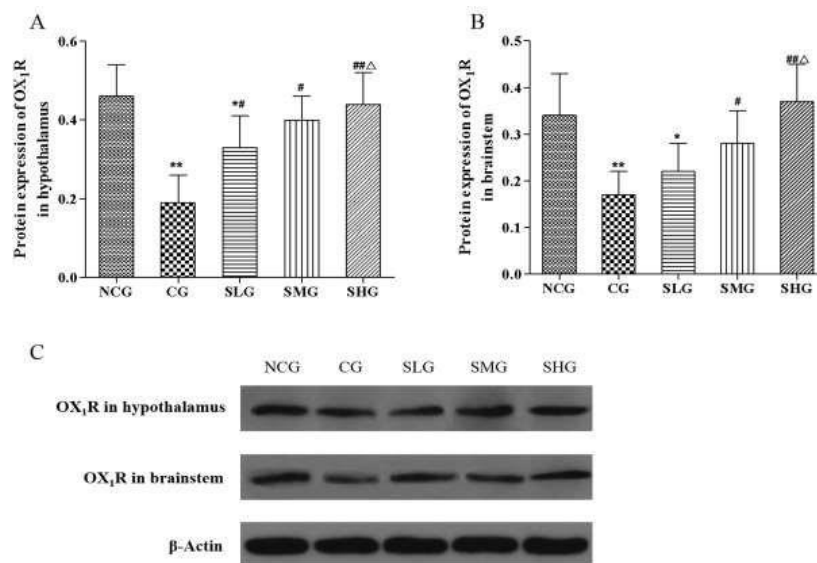 A
Protein expression of OX₁R
in hypothalamus
0.6
0.4
0.2
0.0
**
*#
#
##△
NCG CG SLG SMG SHG
B
Protein expression of OX₁R
in brainstem
0.5
0.4
0.3
0.2
0.1
0.0
**
*
#
##△
NCG CG SLG SMG SHG
C
NCG CG SLG SMG SHG
OX₁R in hypothalamus
OX₁R in brainstem
β-Actin